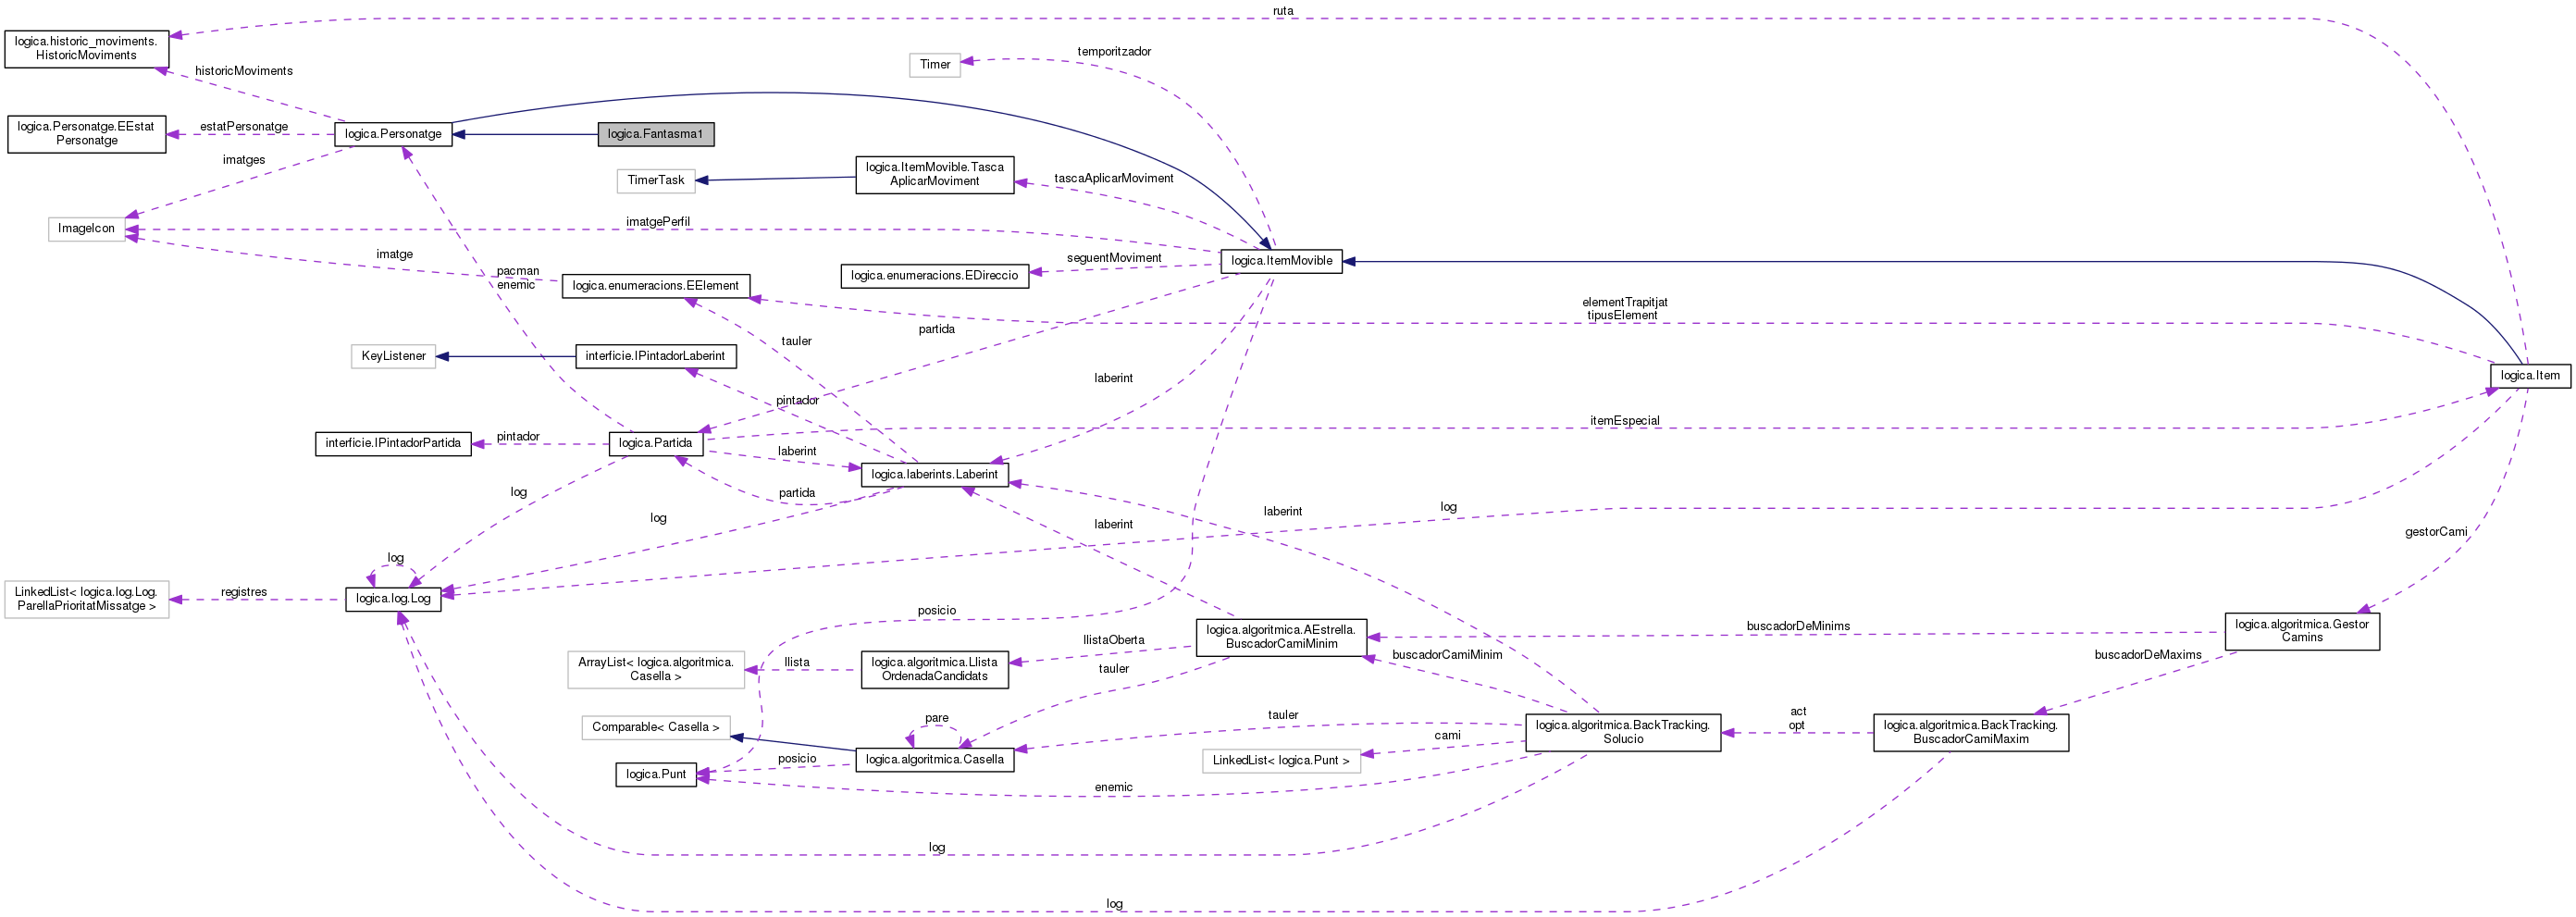 ruta
logica.historic_moviments.
HistoricMoviments
temporitzador
Timer
historicMoviments
logica.Personatge.EEstat
Personatge
estatPersonatge
logica.Personatge
logica.Fantasma1
imatges
TimerTask
logica.ItemMovible.Tasca
AplicarMoviment
tascaAplicarMoviment
ImageIcon
imatgePerfil
imatge
pacman
enemic
logica.enumeracions.EElement
logica.enumeracions.EDireccio
seguentMoviment
logica.ItemMovible
elementTrapitjat
tipusElement
partida
tauler
KeyListener
interficie.IPintadorLaberint
laberint
logica.Item
pintador
itemEspecial
interficie.IPintadorPartida
pintador
logica.Partida
laberint
logica.laberints.Laberint
partida
log
log
laberint
laberint
log
gestorCami
log
LinkedList< logica.log.Log.
ParellaPrioritatMissatge >
registres
logica.log.Log
posicio
logica.algoritmica.AEstrella.
BuscadorCamiMinim
buscadorDeMinims
logica.algoritmica.Gestor
Camins
llistaOberta
buscadorCamiMinim
buscadorDeMaxims
ArrayList< logica.algoritmica.
Casella >
llista
logica.algoritmica.Llista
OrdenadaCandidats
tauler
Comparable< Casella >
pare
tauler
logica.algoritmica.BackTracking.
Solucio
act
opt
logica.algoritmica.BackTracking.
BuscadorCamiMaxim
cami
LinkedList< logica.Punt >
logica.Punt
posicio
logica.algoritmica.Casella
enemic
log
log